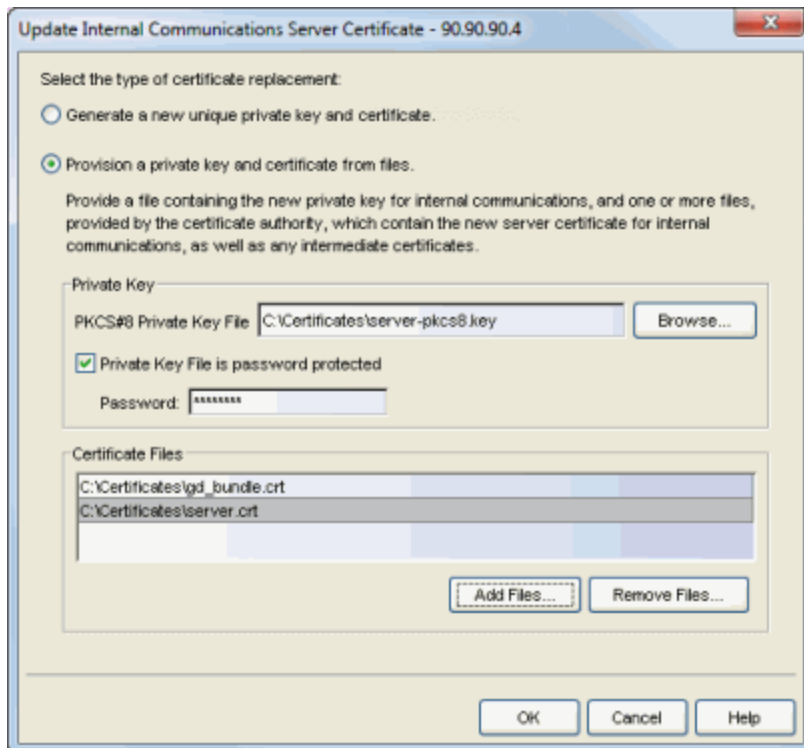 Update Internal Communications Server Certificate - 90.90.90.4
Select the type of certificate replacement:
Generate a new unique private key and certificate.
Provision a private key and certificate from files.
Provide a file containing the new private key for internal communications, and one or more files,
provided by the certificate authority, which contain the new server certificate for internal
communications, as well as any intermediate certificates.
Private Key
PKCS#8 Private Key File C:\Certificates\server-pkcs8.key Browse...
Private Key File is password protected
Password: ********
Certificate Files
C:\Certificates\gd_bundle.crt
C:\Certificates\server.crt
Add Files... Remove Files...
OK Cancel Help